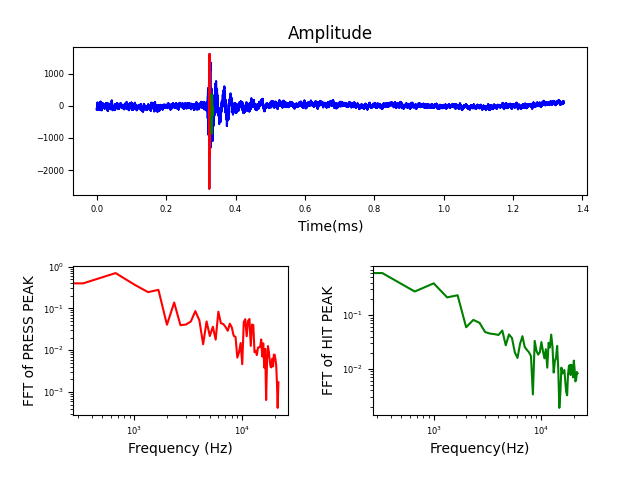 Amplitude
1000
0
−1000
−2000
0.0 0.2 0.4 0.6 0.8 1.0 1.2 1.4
Time(ms)
FFT of PRESS PEAK
10⁰
10⁻¹
10⁻²
10⁻³
10³ 10⁴
Frequency (Hz)
FFT of HIT PEAK
10⁻¹
10⁻²
10³ 10⁴
Frequency(Hz)